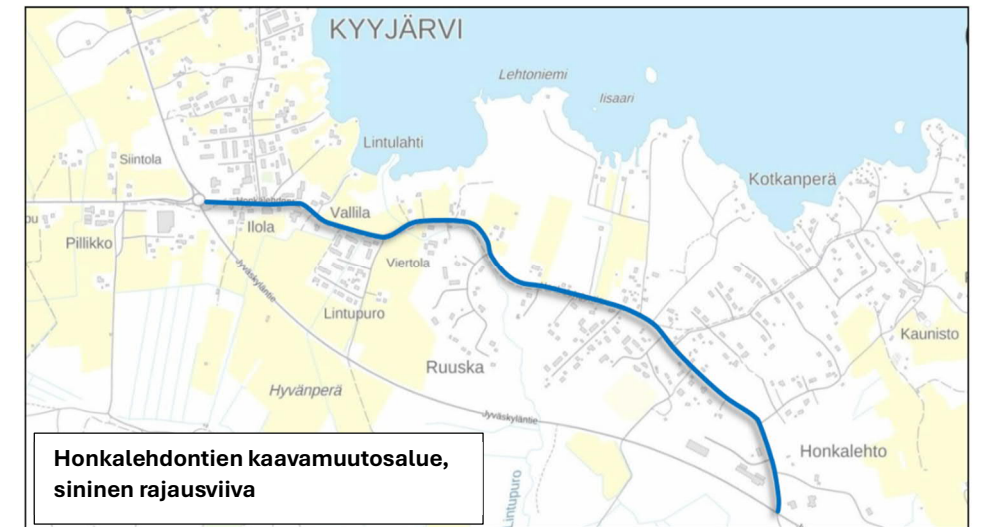 KYYJÄRVI
Lehtoniemi
Iisaari
Lintulahti
Siintola
Kotkanperä
Vallila
Ilola
Pillikko
Viertola
Jyväskyläntie
Lintupuro
Kaunisto
Ruuska
Hyvänperä
Jyväskyläntie
Honkalehto
Honkalehdontien kaavamuutosalue,
sininen rajausviiva
Lintupuro